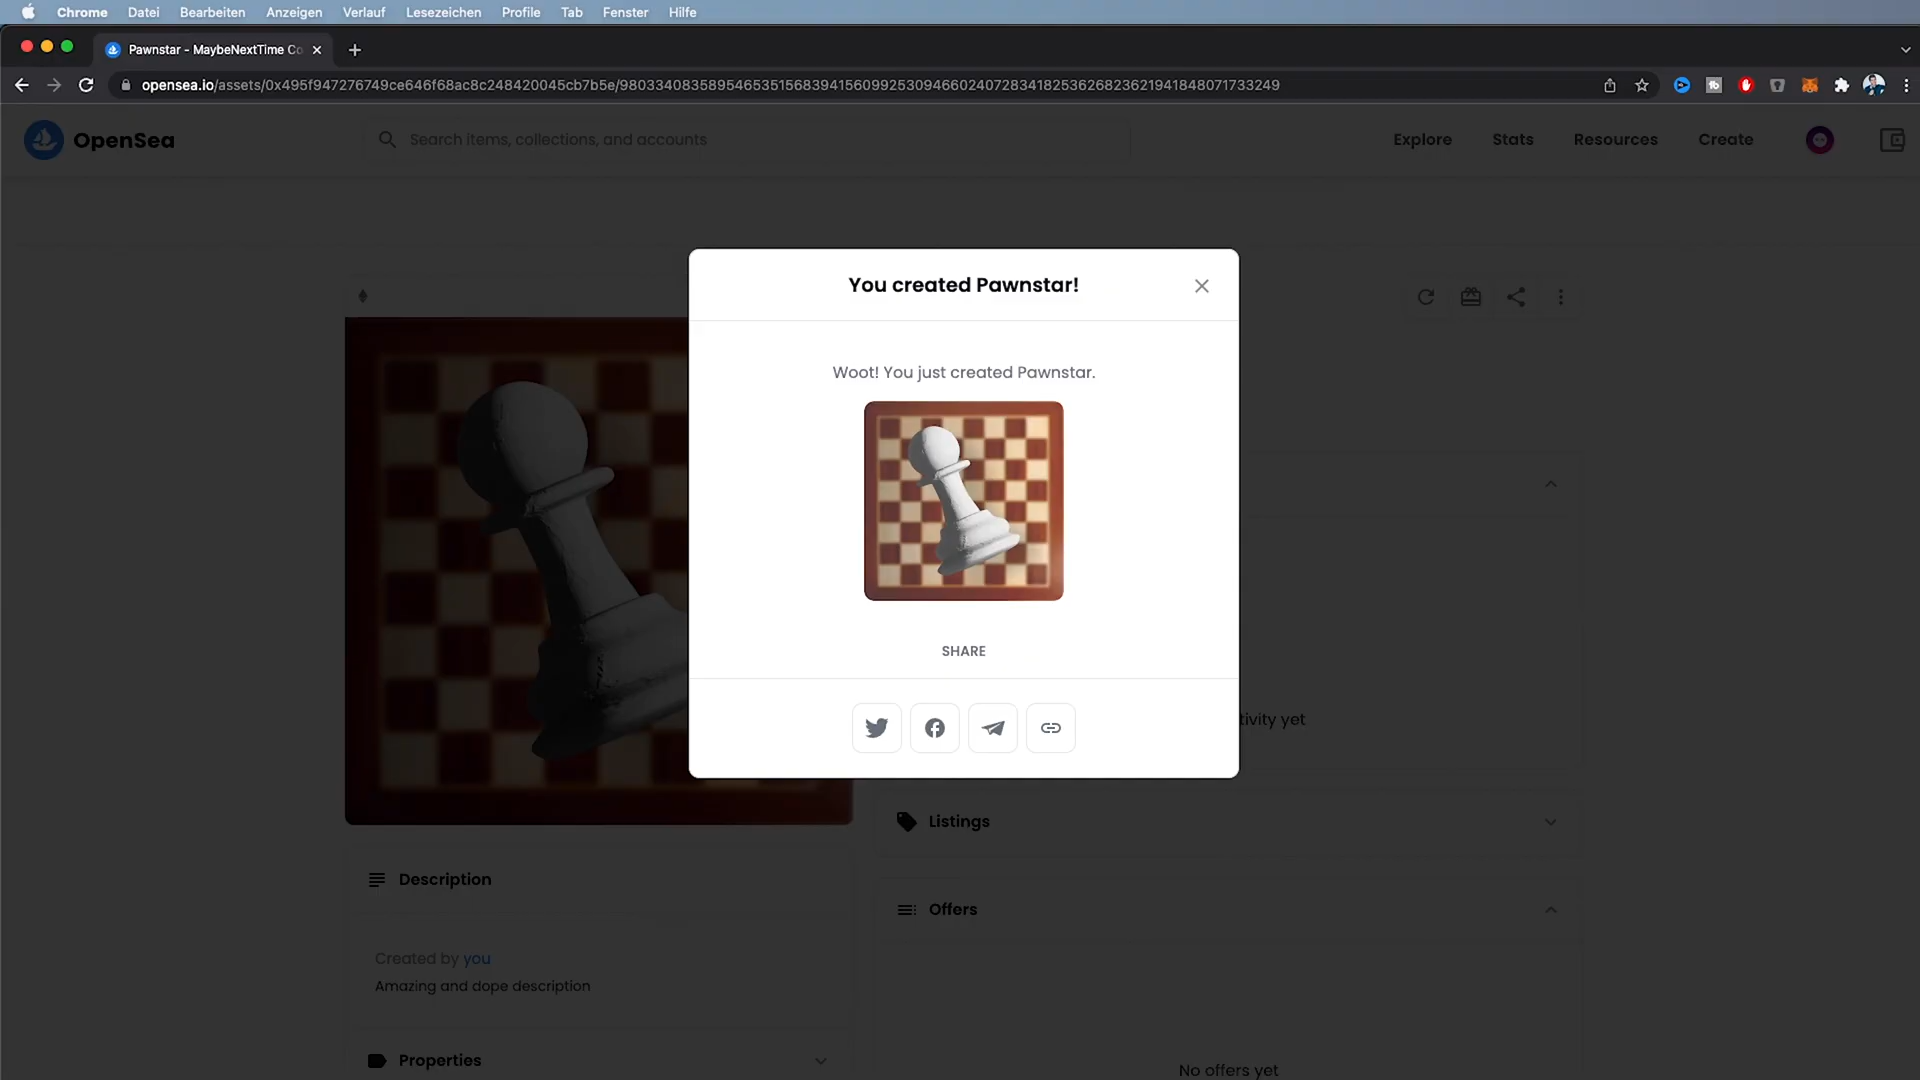 Chrome Datei Bearbeiten Anzeigen Verlauf Lesezeichen Profile Tab Fenster Hilfe
Pawnstar - MaybeNextTime Co
opensea.io/assets/0x495f947276749ce646f68ac8c248420045cb7b5e/98033408358954653515683941560992530946602407283418253626823621941848071733249
OpenSea
Search items, collections, and accounts
Explore Stats Resources Create
You created Pawnstar!
Woot! You just created Pawnstar.
SHARE
tivity yet
Listings
Description
Offers
Created by you
Amazing and dope description
Properties
No offers yet